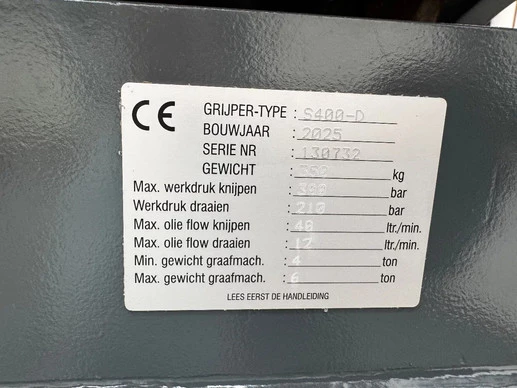 CE
GRIJPER-TYPE : S400-D
BOUWJAAR : 2025
SERIE NR : 130732
GEWICHT : kg
Max. werkdruk knijpen : bar
Werkdruk draaien : 210 bar
Max. olie flow knijpen : 40 ltr./min.
Max. olie flow draaien : ltr./min.
Min. gewicht graafmach. : 4 ton
Max. gewicht graafmach. : 6 ton
LEES EERST DE HANDLEIDING